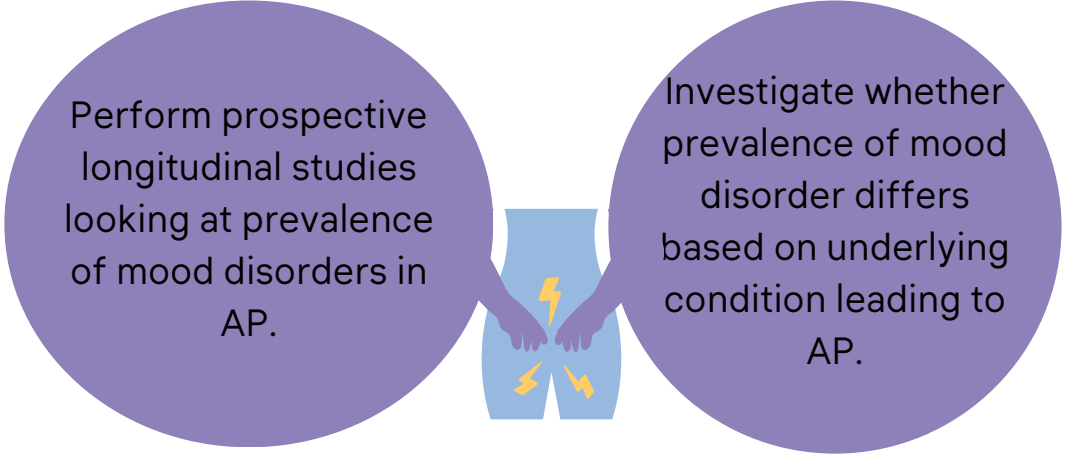 Perform prospective
longitudinal studies
looking at prevalence
of mood disorders in
AP.
Investigate whether
prevalence of mood
disorder differs
based on underlying
condition leading to
AP.